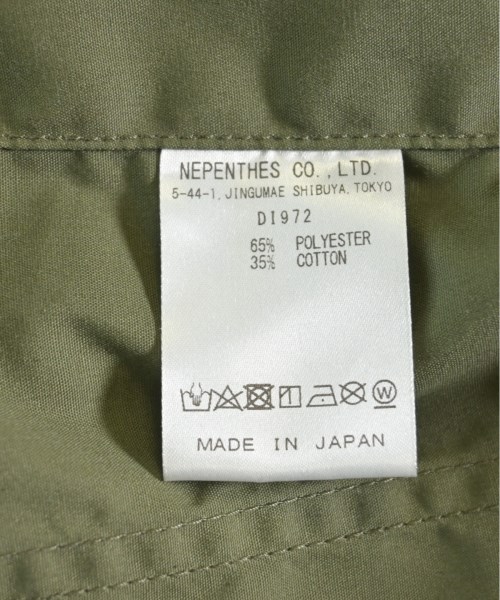 NEPENTHES CO.,LTD.
5-44-1, JINGUMAE SHIBUYA, TOKYO
DI972
65% POLYESTER
35% COTTON
W
MADE IN JAPAN